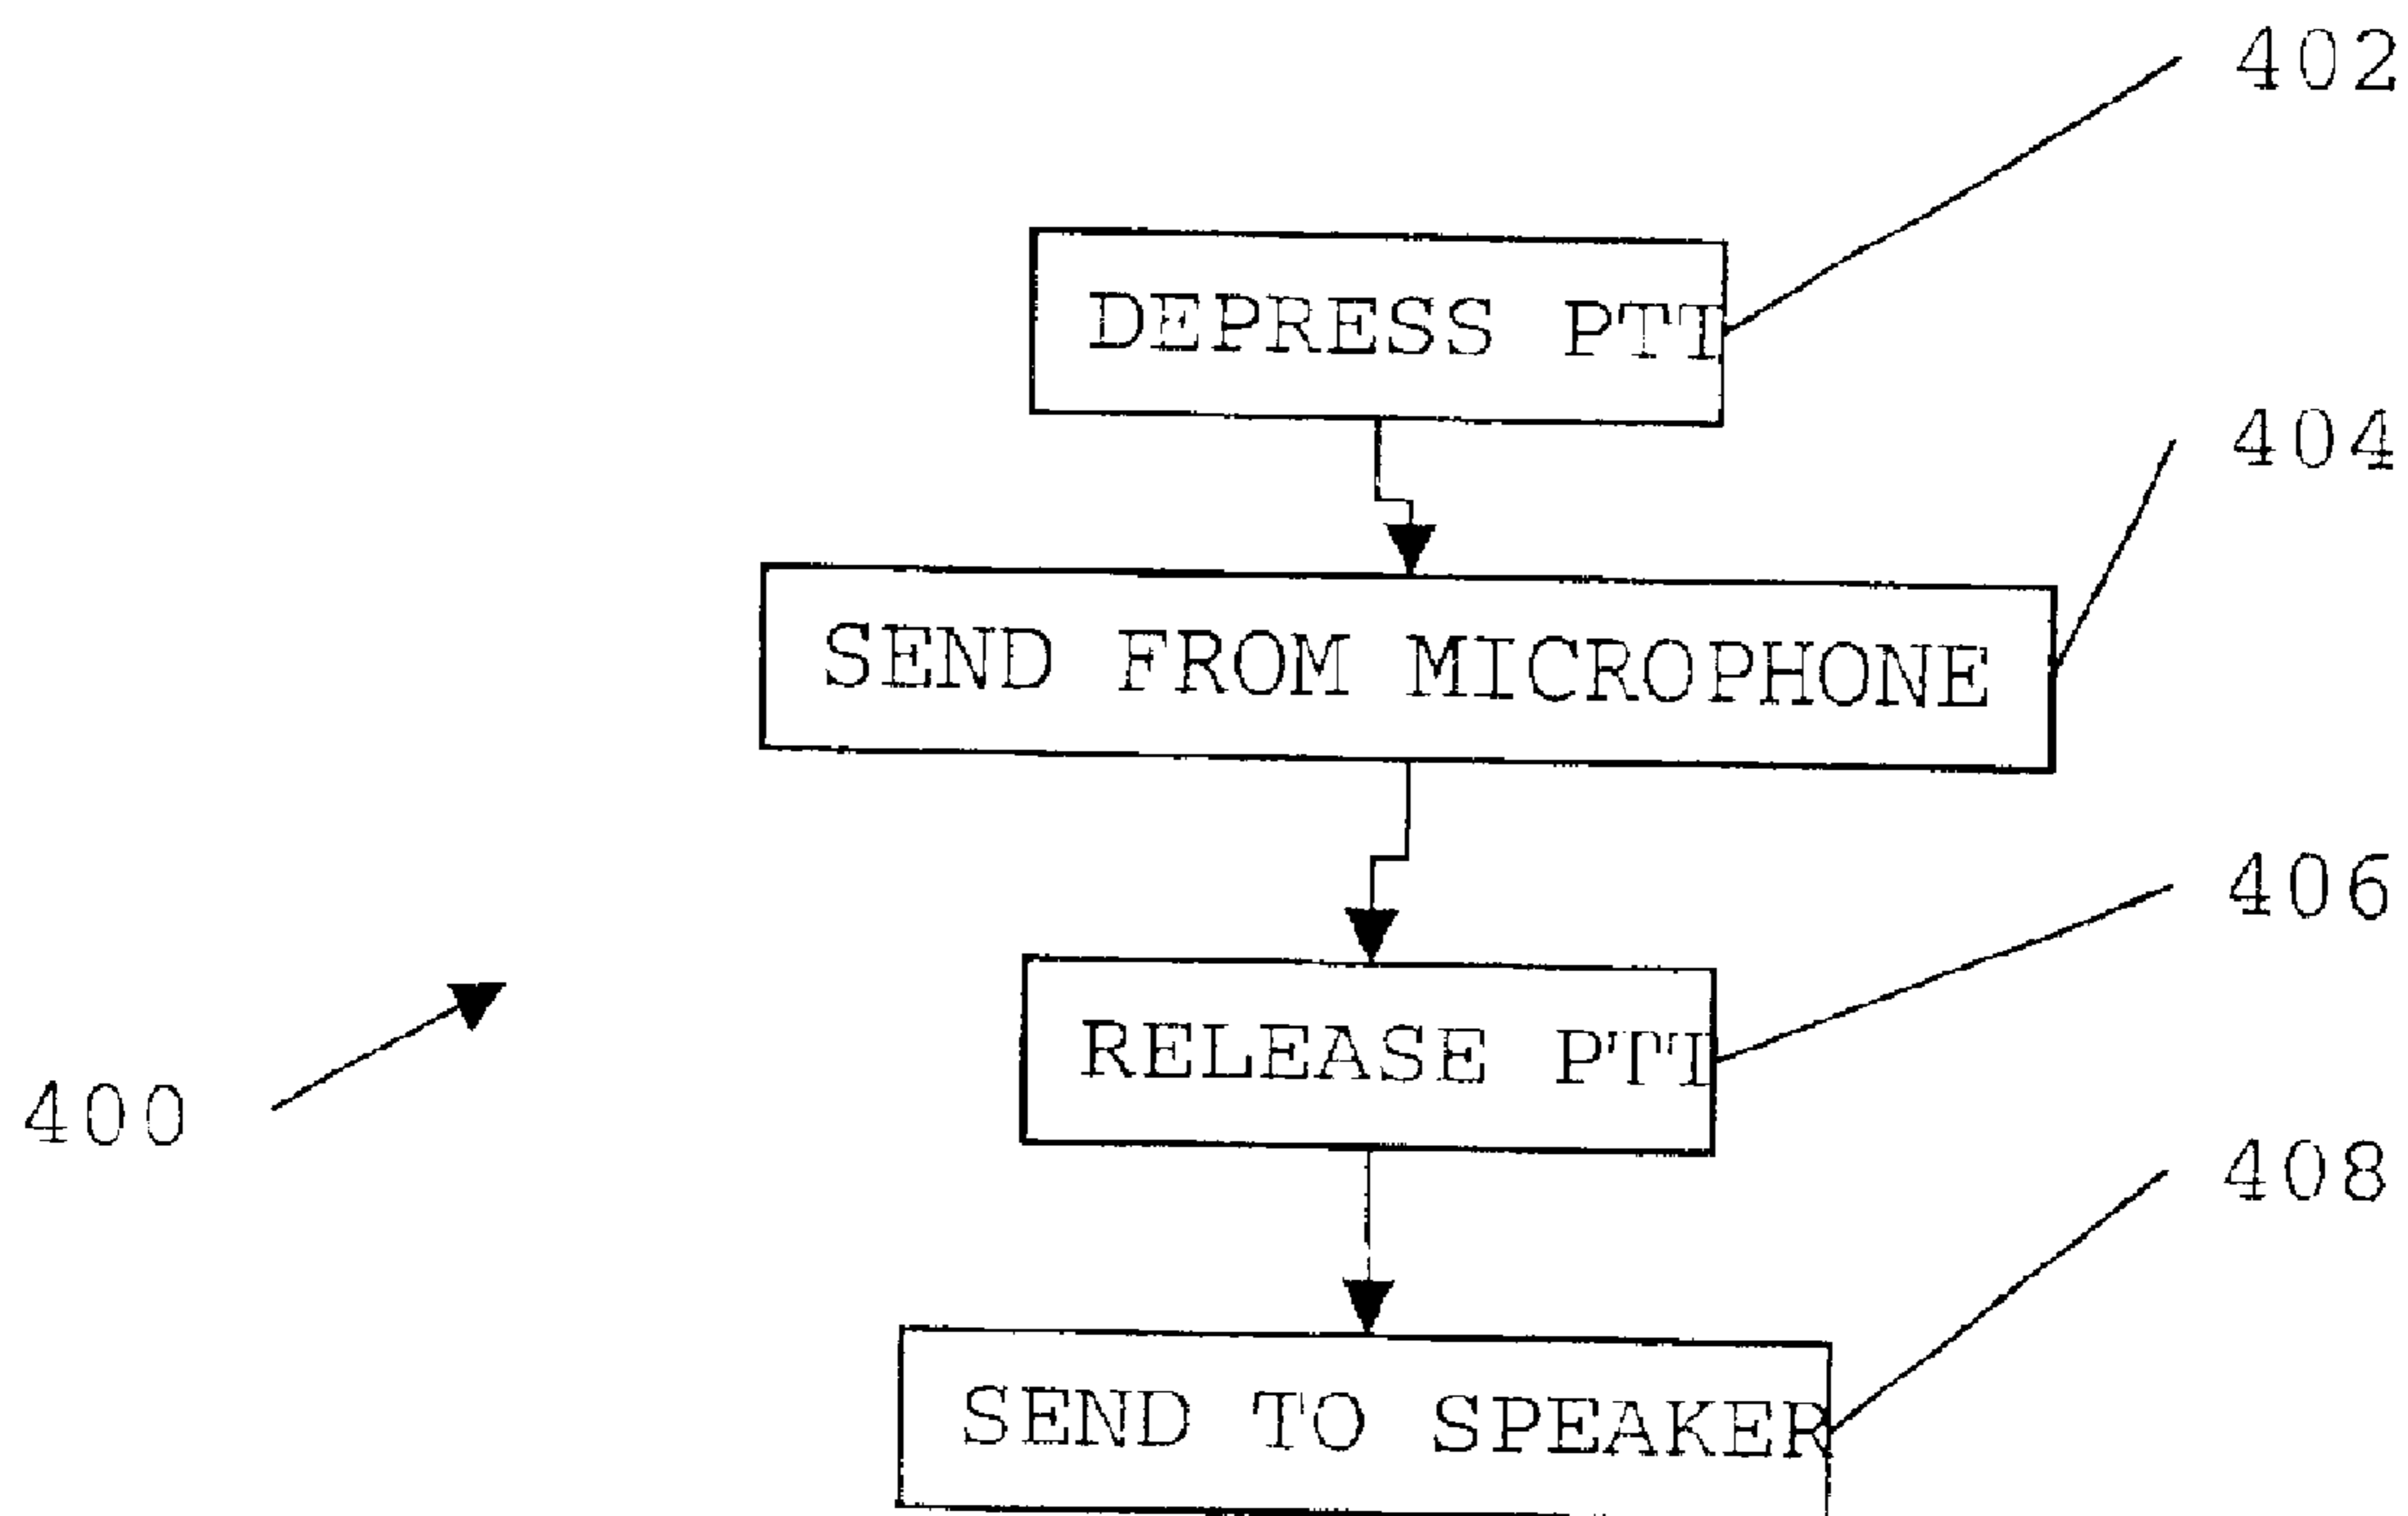 402
DEPRESS PTT
404
SEND FROM MICROPHONE
406
RELEASE PTT
400
408
SEND TO SPEAKER